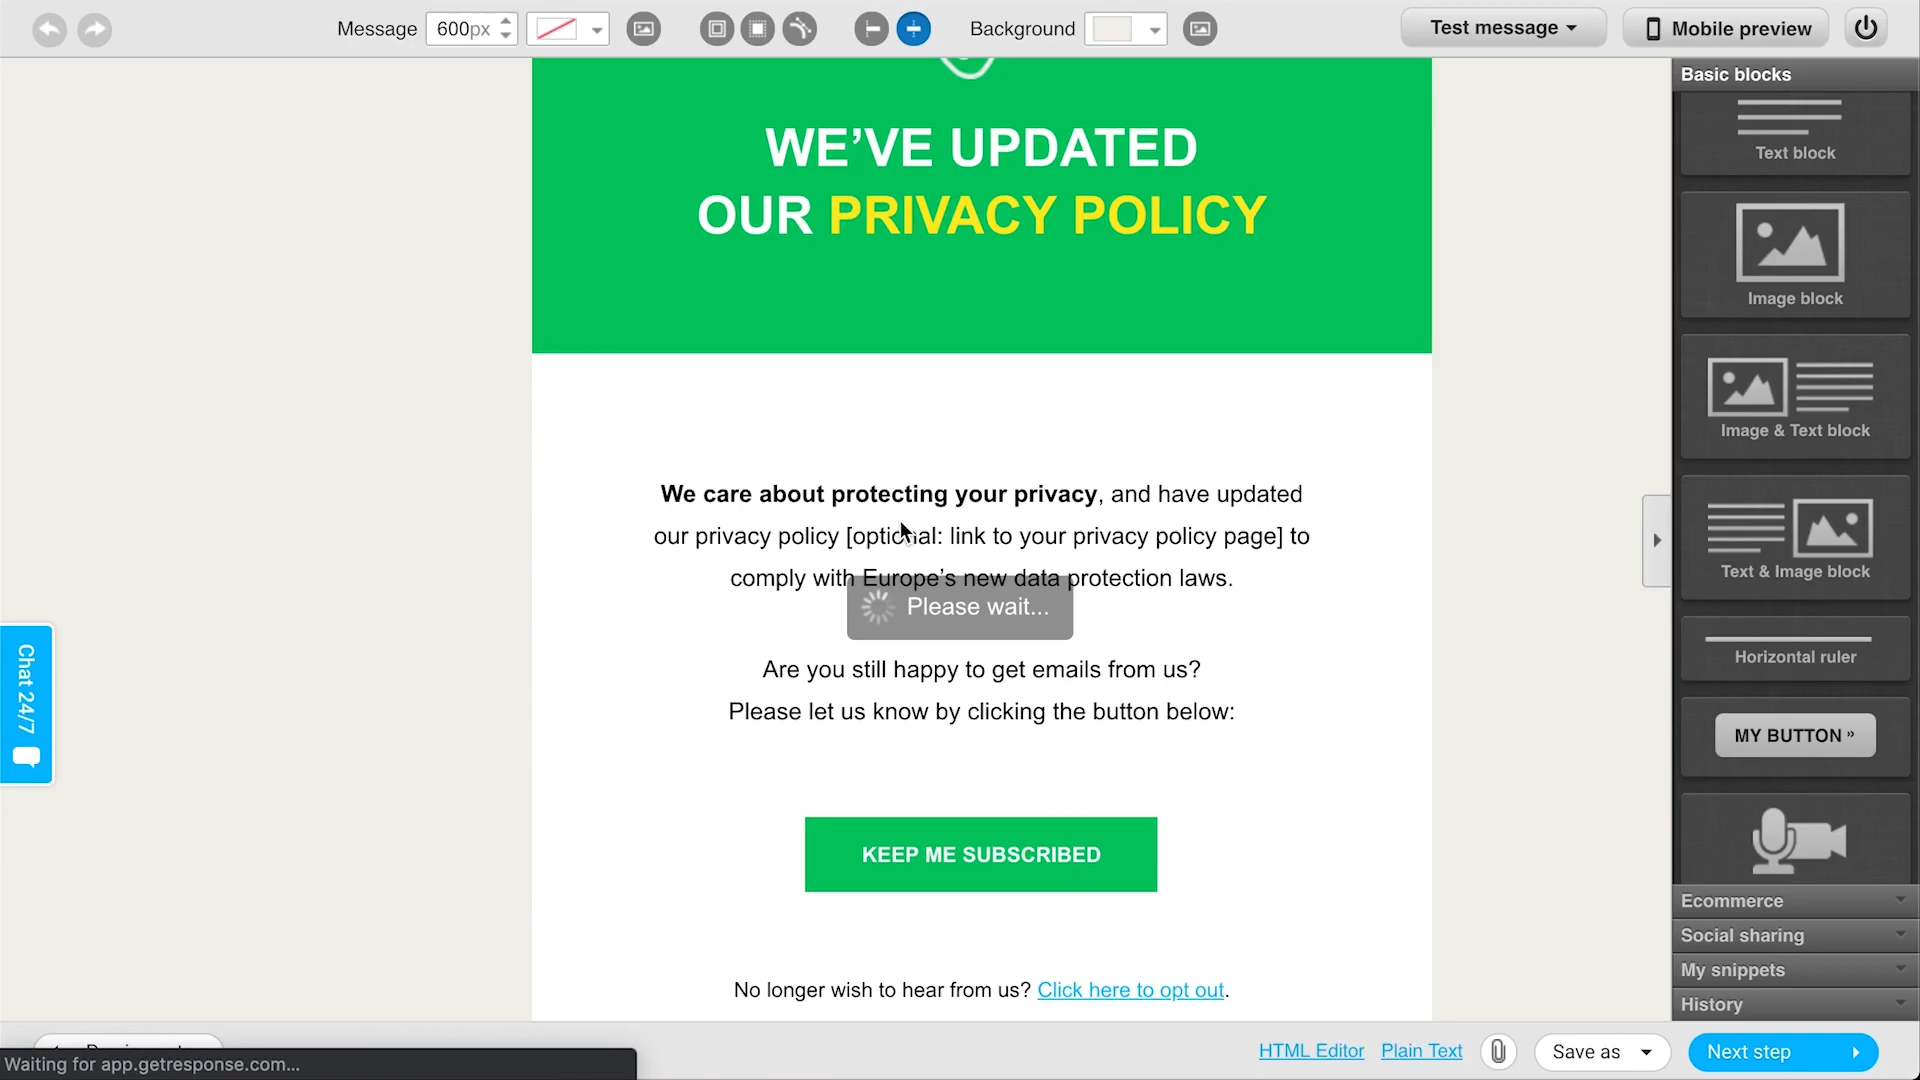 Message 600px Background Test message Mobile preview
Basic blocks
Text block
Image block
Image & Text block
Text & Image block
Horizontal ruler
MY BUTTON »
Ecommerce
Social sharing
My snippets
History
WE’VE UPDATED
OUR PRIVACY POLICY
We care about protecting your privacy, and have updated
our privacy policy [optional: link to your privacy policy page] to
comply with Europe’s new data protection laws.
Please wait...
Are you still happy to get emails from us?
Please let us know by clicking the button below:
KEEP ME SUBSCRIBED
No longer wish to hear from us? Click here to opt out.
Chat 24/7
HTML Editor Plain Text Save as Next step
Waiting for app.getresponse.com...